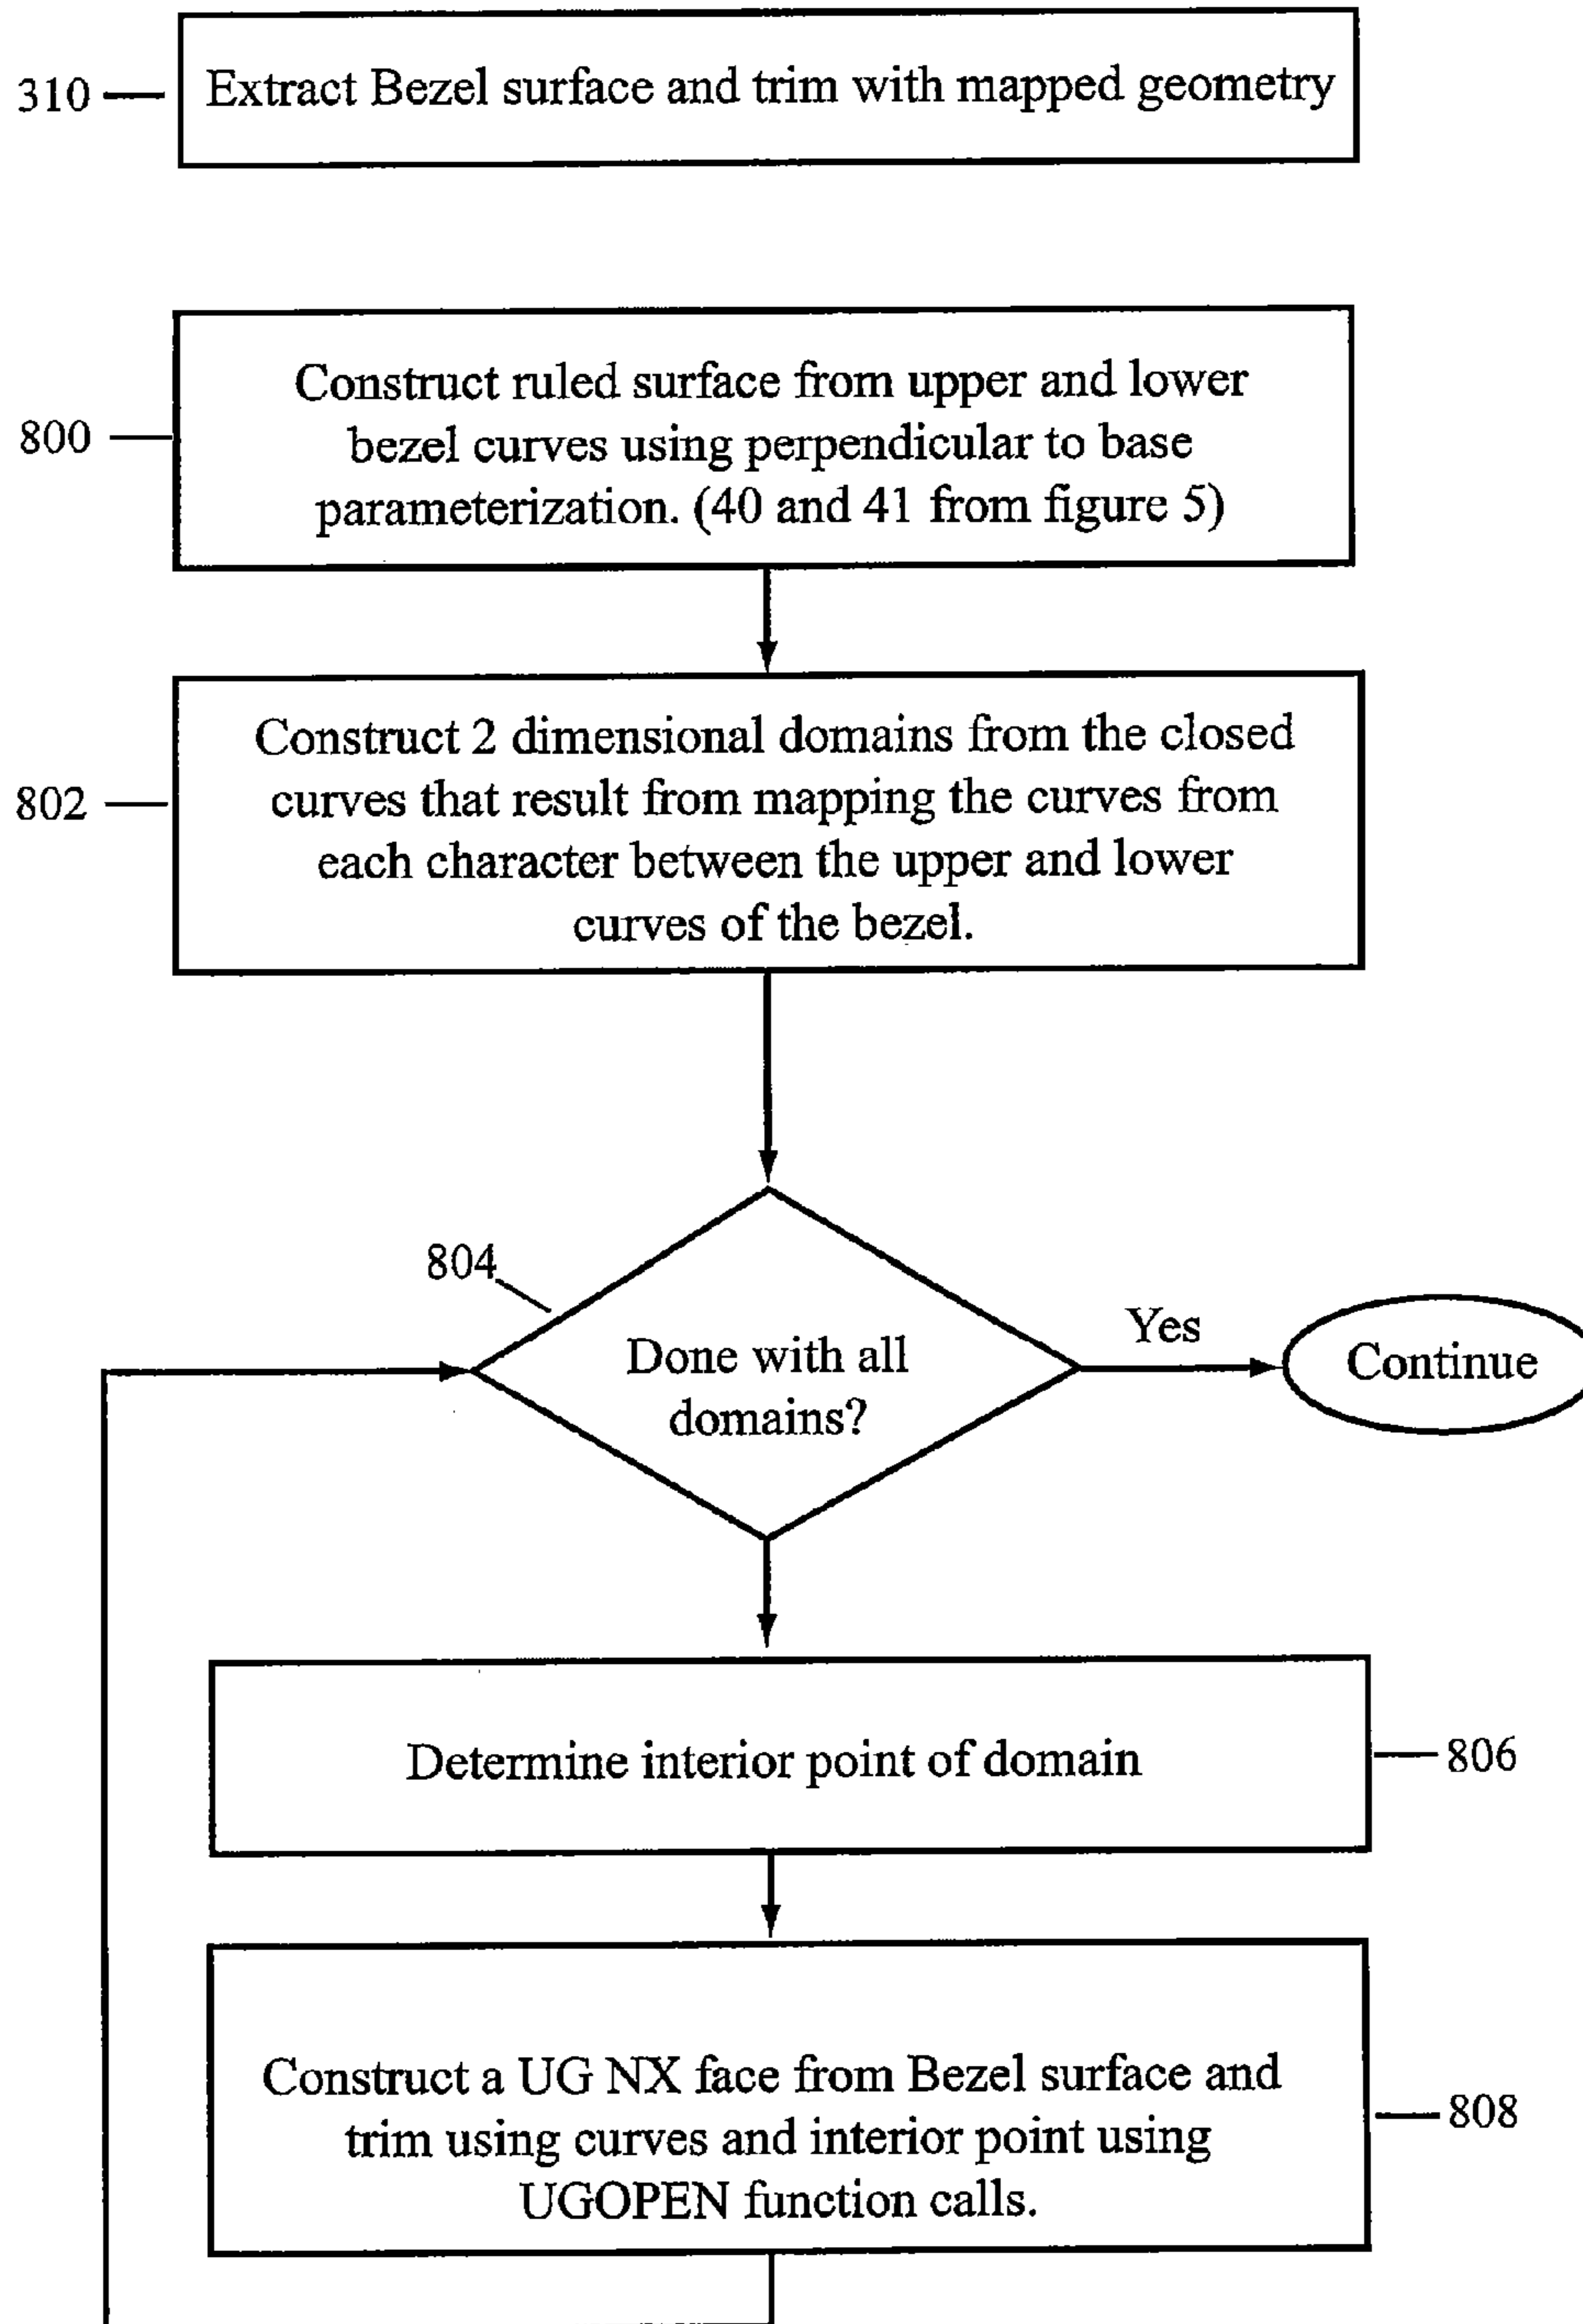 310
Extract Bezel surface and trim with mapped geometry
800
Construct ruled surface from upper and lower
bezel curves using perpendicular to base
parameterization. (40 and 41 from figure 5)
802
Construct 2 dimensional domains from the closed
curves that result from mapping the curves from
each character between the upper and lower
curves of the bezel.
804
Done with all
domains?
Yes
Continue
Determine interior point of domain
806
Construct a UG NX face from Bezel surface and
trim using curves and interior point using
UGOPEN function calls.
808